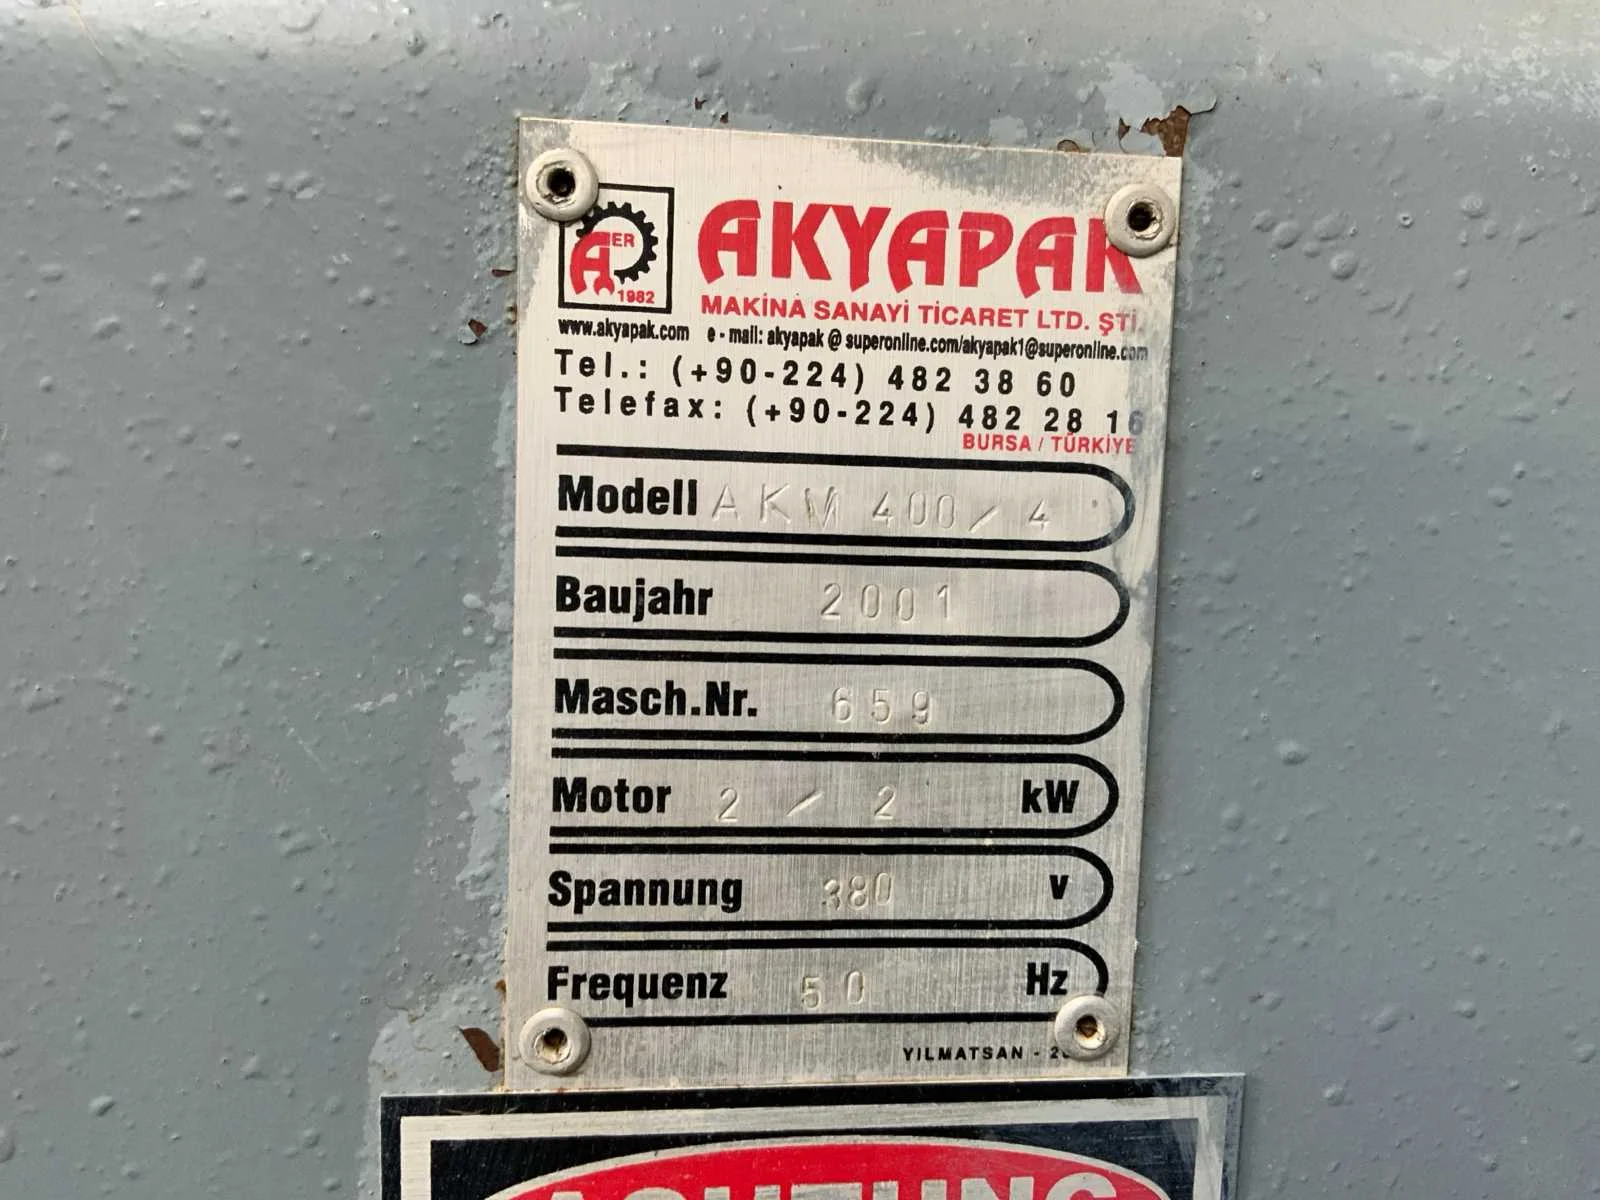 AER
1982
AKYAPAK
MAKİNA SANAYİ TİCARET LTD. ŞTİ.
www.akyapak.com e - mail: akyapak @ superonline.com/akyapak1@superonline.com
Tel.: (+90-224) 482 38 60
Telefax: (+90-224) 482 28 16
BURSA / TÜRKİYE
Modell AKM 400/4
Baujahr 2001
Masch.Nr. 659
Motor 2 / 2 kW
Spannung 380 v
Frequenz 50 Hz
YILMATSAN -
ACHTUNG